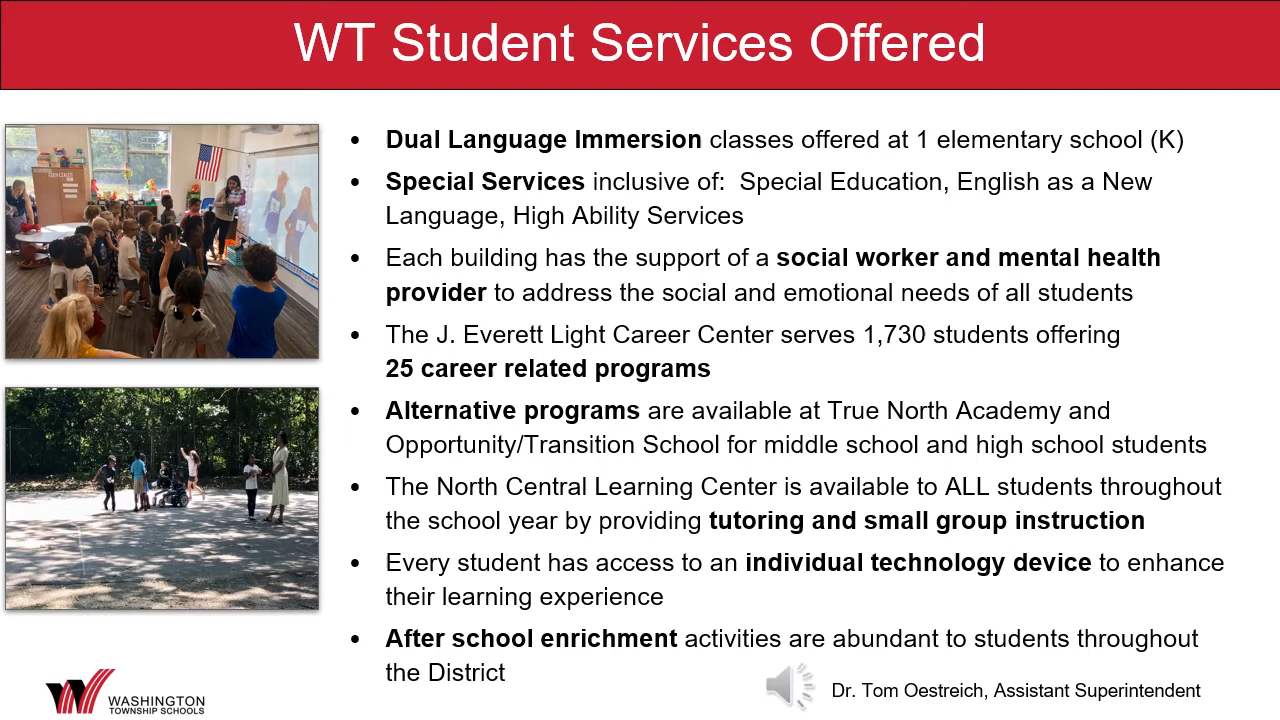 WT Student Services Offered
• Dual Language Immersion classes offered at 1 elementary school (K)
• Special Services inclusive of:  Special Education, English as a New
Language, High Ability Services
• Each building has the support of a social worker and mental health
provider to address the social and emotional needs of all students
• The J. Everett Light Career Center serves 1,730 students offering
25 career related programs
• Alternative programs are available at True North Academy and
Opportunity/Transition School for middle school and high school students
• The North Central Learning Center is available to ALL students throughout
the school year by providing tutoring and small group instruction
• Every student has access to an individual technology device to enhance
their learning experience
• After school enrichment activities are abundant to students throughout
the District
WASHINGTON
TOWNSHIP SCHOOLS
Dr. Tom Oestreich, Assistant Superintendent